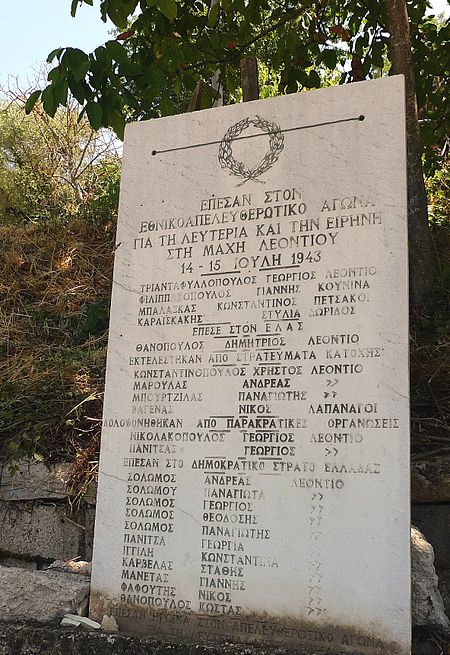 ΕΠΕΣΑΝ ΣΤΟΝ
ΕΘΝΙΚΟΑΠΕΛΕΥΘΕΡΩΤΙΚΟ ΑΓΩΝΑ
ΓΙΑ ΤΗ ΛΕΥΤΕΡΙΑ ΚΑΙ ΤΗΝ ΕΙΡΗΝΗ
ΣΤΗ ΜΑΧΗ ΛΕΟΝΤΙΟΥ
14 - 15 ΙΟΥΛΗ 1943
ΤΡΙΑΝΤΑΦΥΛΛΟΠΟΥΛΟΣ ΓΕΩΡΓΙΟΣ ΛΕΟΝΤΙΟ
ΦΙΛΙΠΠΟΠΟΥΛΟΣ ΓΙΑΝΝΗΣ ΚΟΥΝΙΝΑ
ΜΠΑΛΑΣΚΑΣ ΚΩΝΣΤΑΝΤΙΝΟΣ ΠΕΤΣΑΚΟΙ
ΚΑΡΑΪΣΚΑΚΗΣ ΣΤΥΛΙΑ ΔΩΡΙΔΟΣ
ΕΠΕΣΕ ΣΤΟΝ ΕΛΑΣ
ΘΑΝΟΠΟΥΛΟΣ ΔΗΜΗΤΡΙΟΣ ΛΕΟΝΤΙΟ
ΕΚΤΕΛΕΣΤΗΚΑΝ ΑΠΟ ΣΤΡΑΤΕΥΜΑΤΑ ΚΑΤΟΧΗΣ
ΚΩΝΣΤΑΝΤΙΝΟΠΟΥΛΟΣ ΧΡΗΣΤΟΣ ΛΕΟΝΤΙΟ
ΜΑΡΟΥΛΑΣ ΑΝΔΡΕΑΣ 〃
ΜΠΟΥΡΤΖΙΛΑΣ ΠΑΝΑΓΙΩΤΗΣ 〃
ΒΑΓΕΝΑΣ ΝΙΚΟΣ ΛΑΠΑΝΑΓΟΙ
ΔΟΛΟΦΟΝΗΘΗΚΑΝ ΑΠΟ ΠΑΡΑΚΡΑΤΙΚΕΣ ΟΡΓΑΝΩΣΕΙΣ
ΝΙΚΟΛΑΚΟΠΟΥΛΟΣ ΓΕΩΡΓΙΟΣ ΛΕΟΝΤΙΟ
ΠΑΝΙΤΣΑΣ ΓΕΩΡΓΙΟΣ 〃
ΕΠΕΣΑΝ ΣΤΟ ΔΗΜΟΚΡΑΤΙΚΟ ΣΤΡΑΤΟ ΕΛΛΑΔΑΣ
ΣΟΛΩΜΟΣ ΑΝΔΡΕΑΣ ΛΕΟΝΤΙΟ
ΣΟΛΩΜΟΥ ΠΑΝΑΓΙΩΤΑ 〃
ΣΟΛΩΜΟΣ ΓΕΩΡΓΙΟΣ 〃
ΣΟΛΩΜΟΣ ΘΕΟΔΟΣΗΣ 〃
ΣΟΛΩΜΟΣ ΠΑΝΑΓΙΩΤΗΣ 〃
ΠΑΝΙΤΣΑ ΓΕΩΡΓΙΑ 〃
ΚΩΝΣΤΑΝΤΙΝΑ 〃
ΚΑΡΒΕΛΑΣ ΣΤΑΘΗΣ 〃
ΜΑΝΕΤΑΣ ΓΙΑΝΝΗΣ 〃
ΦΑΦΟΥΤΗΣ ΝΙΚΟΣ 〃
ΘΑΝΟΠΟΥΛΟΣ ΚΩΣΤΑΣ 〃
ΣΤΟΝ ΑΠΕΛΕΥΘΕΡΩΤΙΚΟ ΑΓΩΝΑ